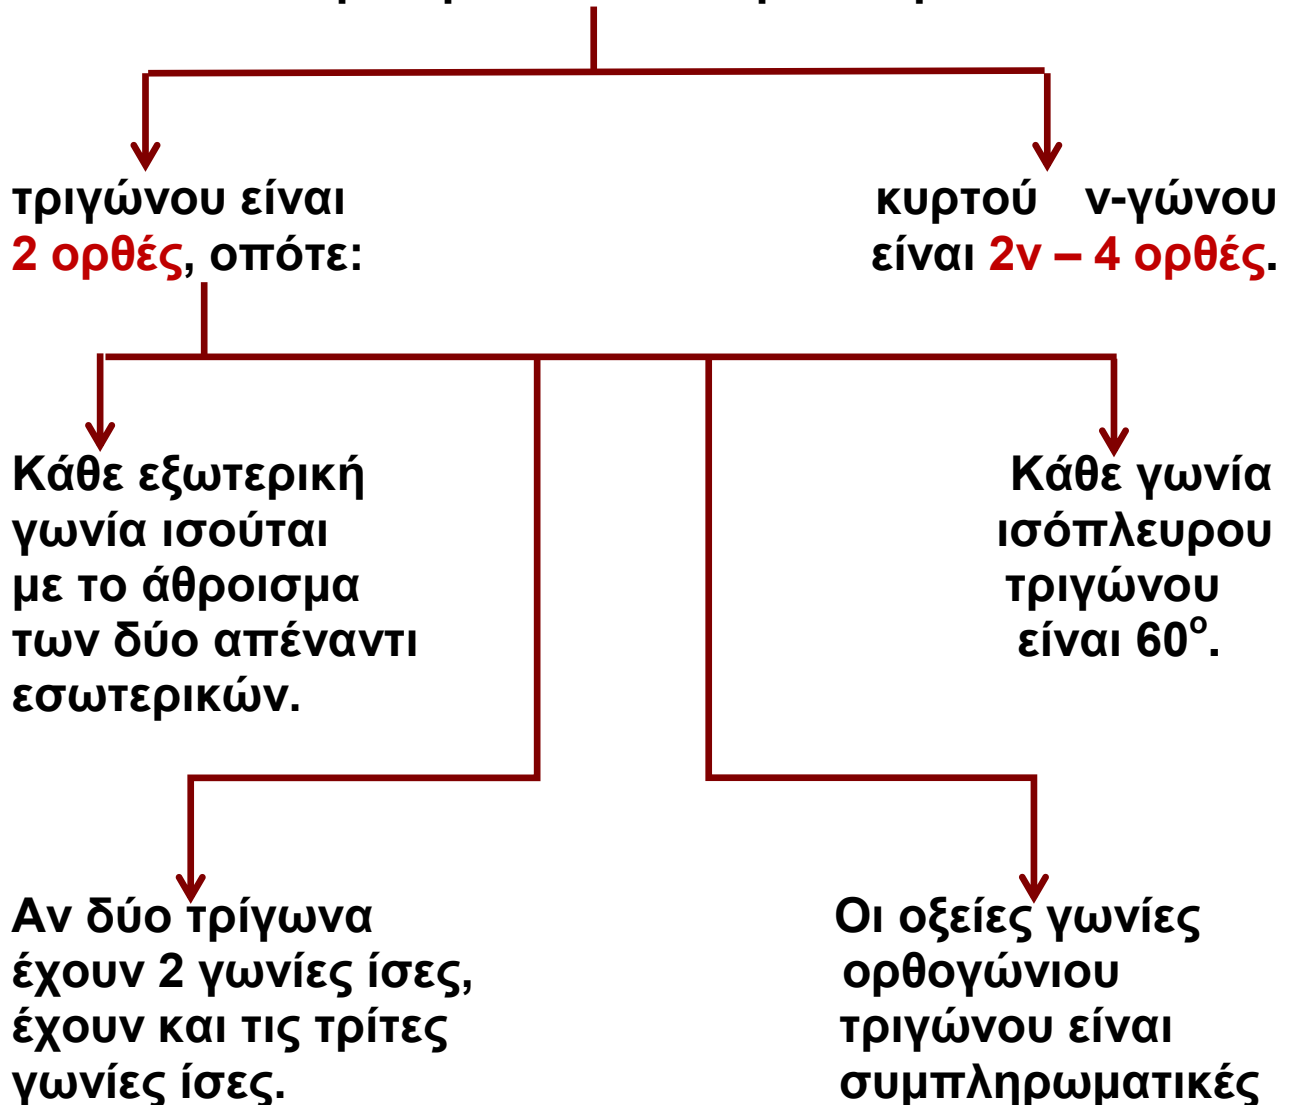 τριγώνου είναι
2 ορθές, οπότε:
κυρτού ν-γώνου
είναι 2ν – 4 ορθές.
Κάθε εξωτερική
γωνία ισούται
με το άθροισμα
των δύο απέναντι
εσωτερικών.
Κάθε γωνία
ισόπλευρου
τριγώνου
είναι 60°.
Αν δύο τρίγωνα
έχουν 2 γωνίες ίσες,
έχουν και τις τρίτες
γωνίες ίσες.
Οι οξείες γωνίες
ορθογώνιου
τριγώνου είναι
συμπληρωματικές